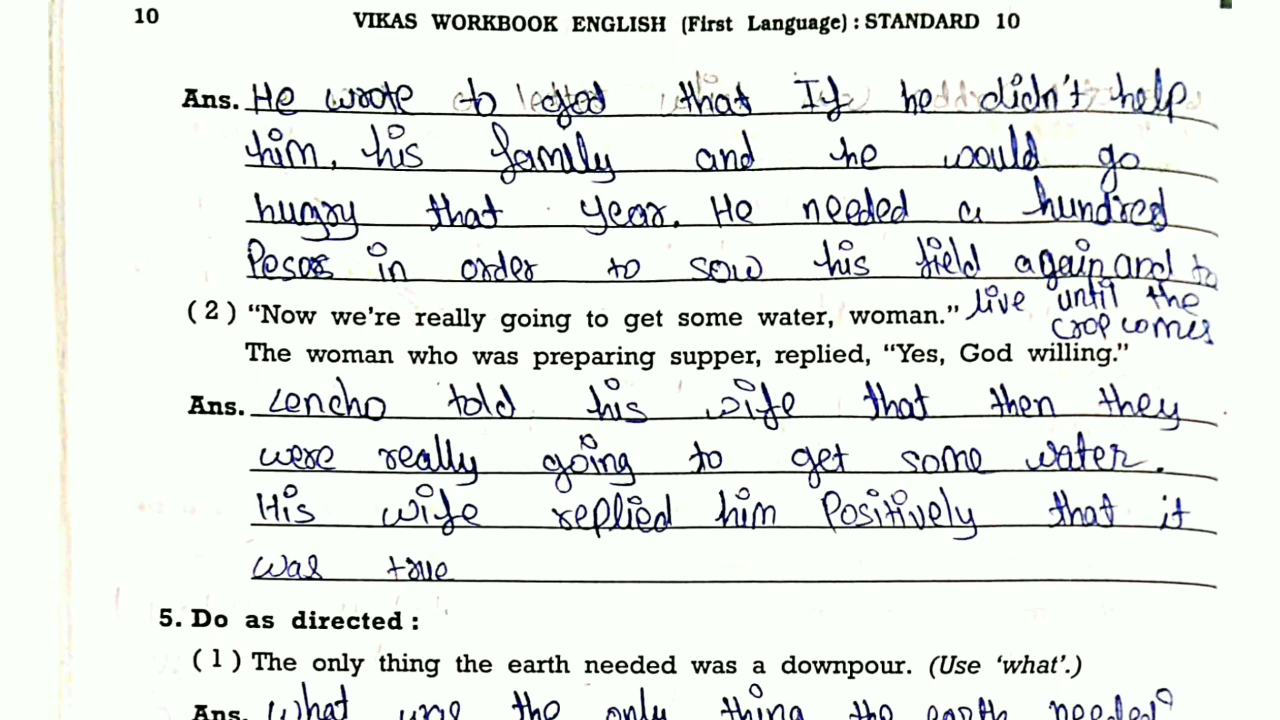 10
VIKAS WORKBOOK ENGLISH (First Language) : STANDARD 10
Ans. He wrote to that If he didn't help
him, his family and he would go
hugry that year. He needed a hundred
Pesos in order to sow his field again and to
live until the
crop comes
(2) "Now we're really going to get some water, woman."
The woman who was preparing supper, replied, "Yes, God willing."
Ans. Lencho told his wife that then they
were really going to get some water.
His wife replied him Positively that it
was true
5. Do as directed :
(1) The only thing the earth needed was a downpour. (Use 'what'.)
Ans. What was the only thing the earth needed?